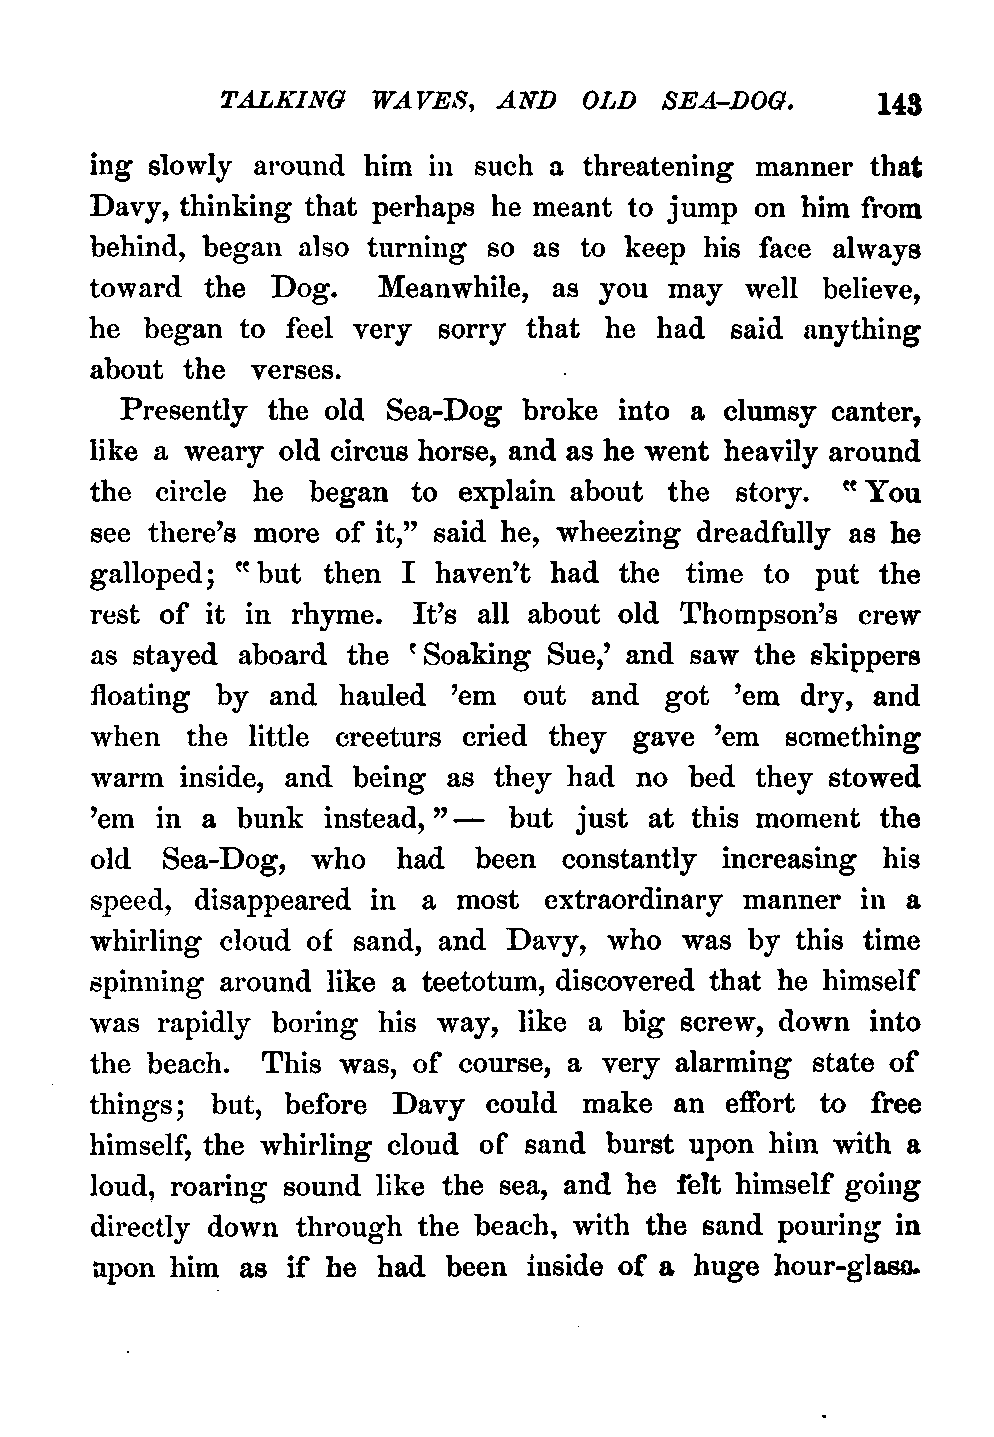 TALKING WAVES, AND OLD SEA-DOG. 143
ing slowly around him in such a threatening manner that
Davy, thinking that perhaps he meant to jump on him from
behind, began also turning so as to keep his face always
toward the Dog. Meanwhile, as you may well believe,
he began to feel very sorry that he had said anything
about the verses.
Presently the old Sea-Dog broke into a clumsy canter,
like a weary old circus horse, and as he went heavily around
the circle he began to explain about the story. “You
see there’s more of it,” said he, wheezing dreadfully as he
galloped; “but then I haven’t had the time to put the
rest of it in rhyme. It’s all about old Thompson’s crew
as stayed aboard the ‘Soaking Sue,’ and saw the skippers
floating by and hauled ’em out and got ’em dry, and
when the little creeturs cried they gave ’em something
warm inside, and being as they had no bed they stowed
’em in a bunk instead,”— but just at this moment the
old Sea-Dog, who had been constantly increasing his
speed, disappeared in a most extraordinary manner in a
whirling cloud of sand, and Davy, who was by this time
spinning around like a teetotum, discovered that he himself
was rapidly boring his way, like a big screw, down into
the beach. This was, of course, a very alarming state of
things; but, before Davy could make an effort to free
himself, the whirling cloud of sand burst upon him with a
loud, roaring sound like the sea, and he felt himself going
directly down through the beach, with the sand pouring in
upon him as if he had been inside of a huge hour-glass.